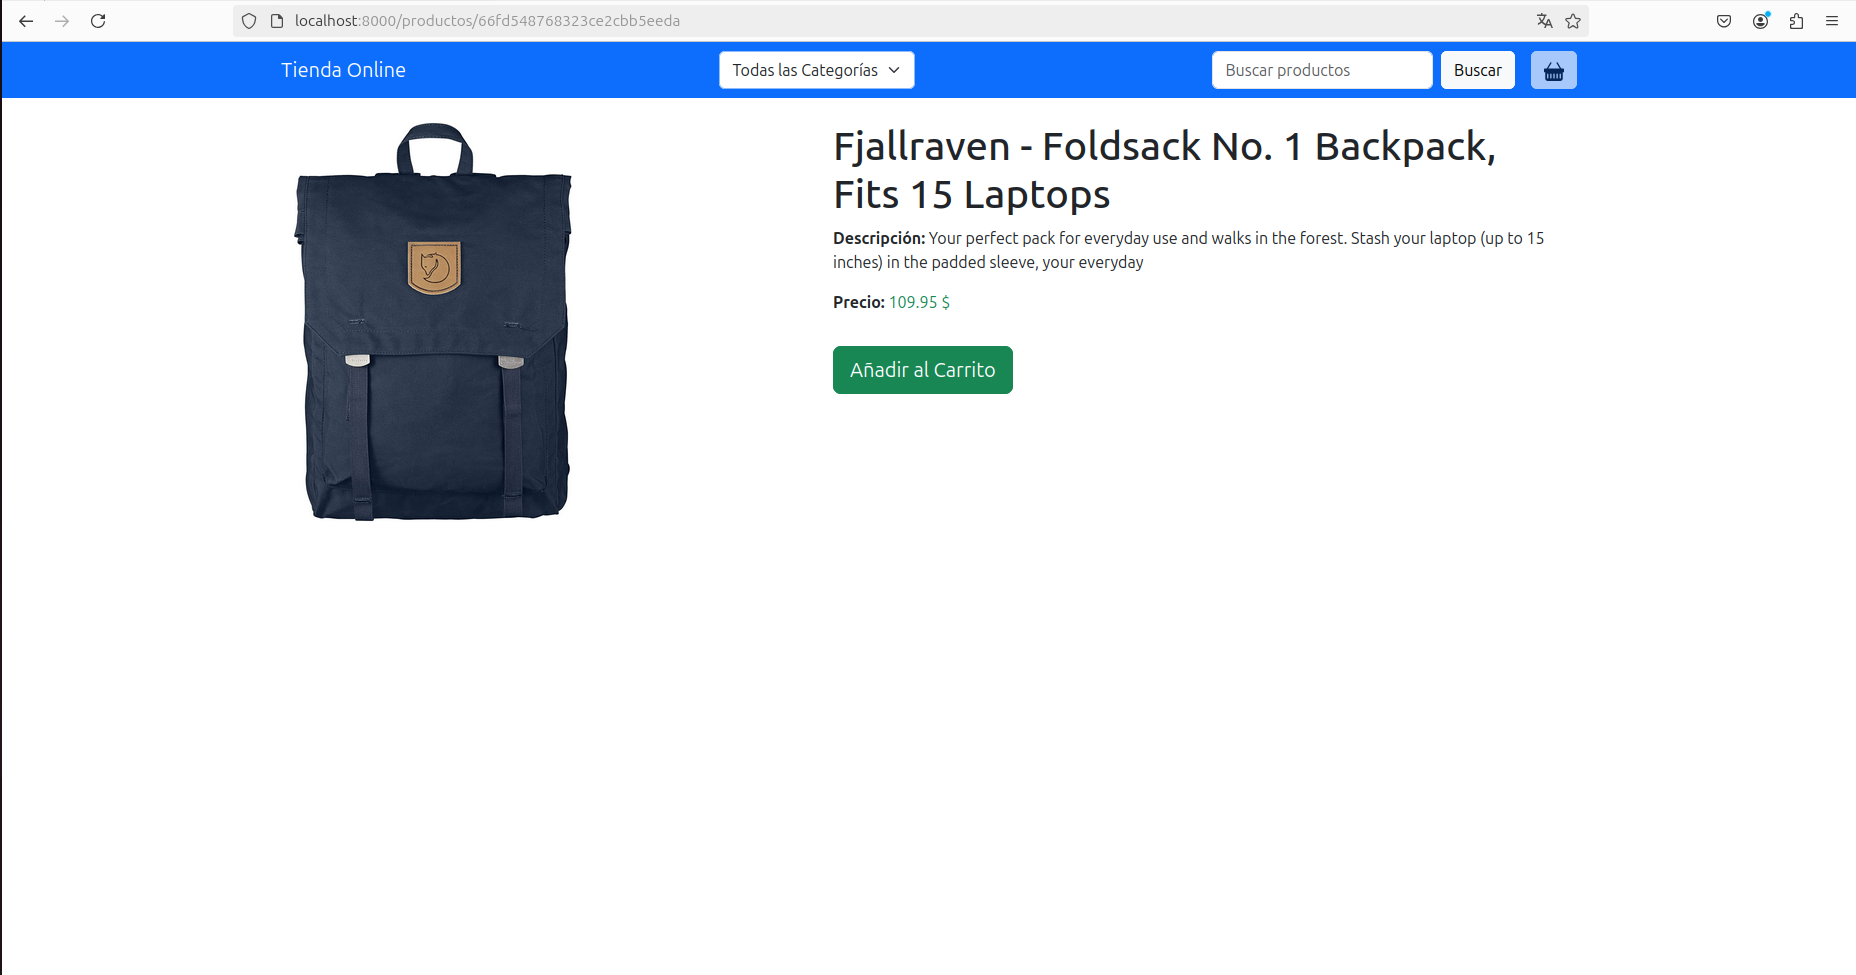 localhost:8000/productos/66fd548768323ce2cbb5eeda
Tienda Online
Todas las Categorías
Buscar productos
Buscar
Fjallraven - Foldsack No. 1 Backpack,
Fits 15 Laptops
Descripción: Your perfect pack for everyday use and walks in the forest. Stash your laptop (up to 15
inches) in the padded sleeve, your everyday
Precio: 109.95 $
Añadir al Carrito